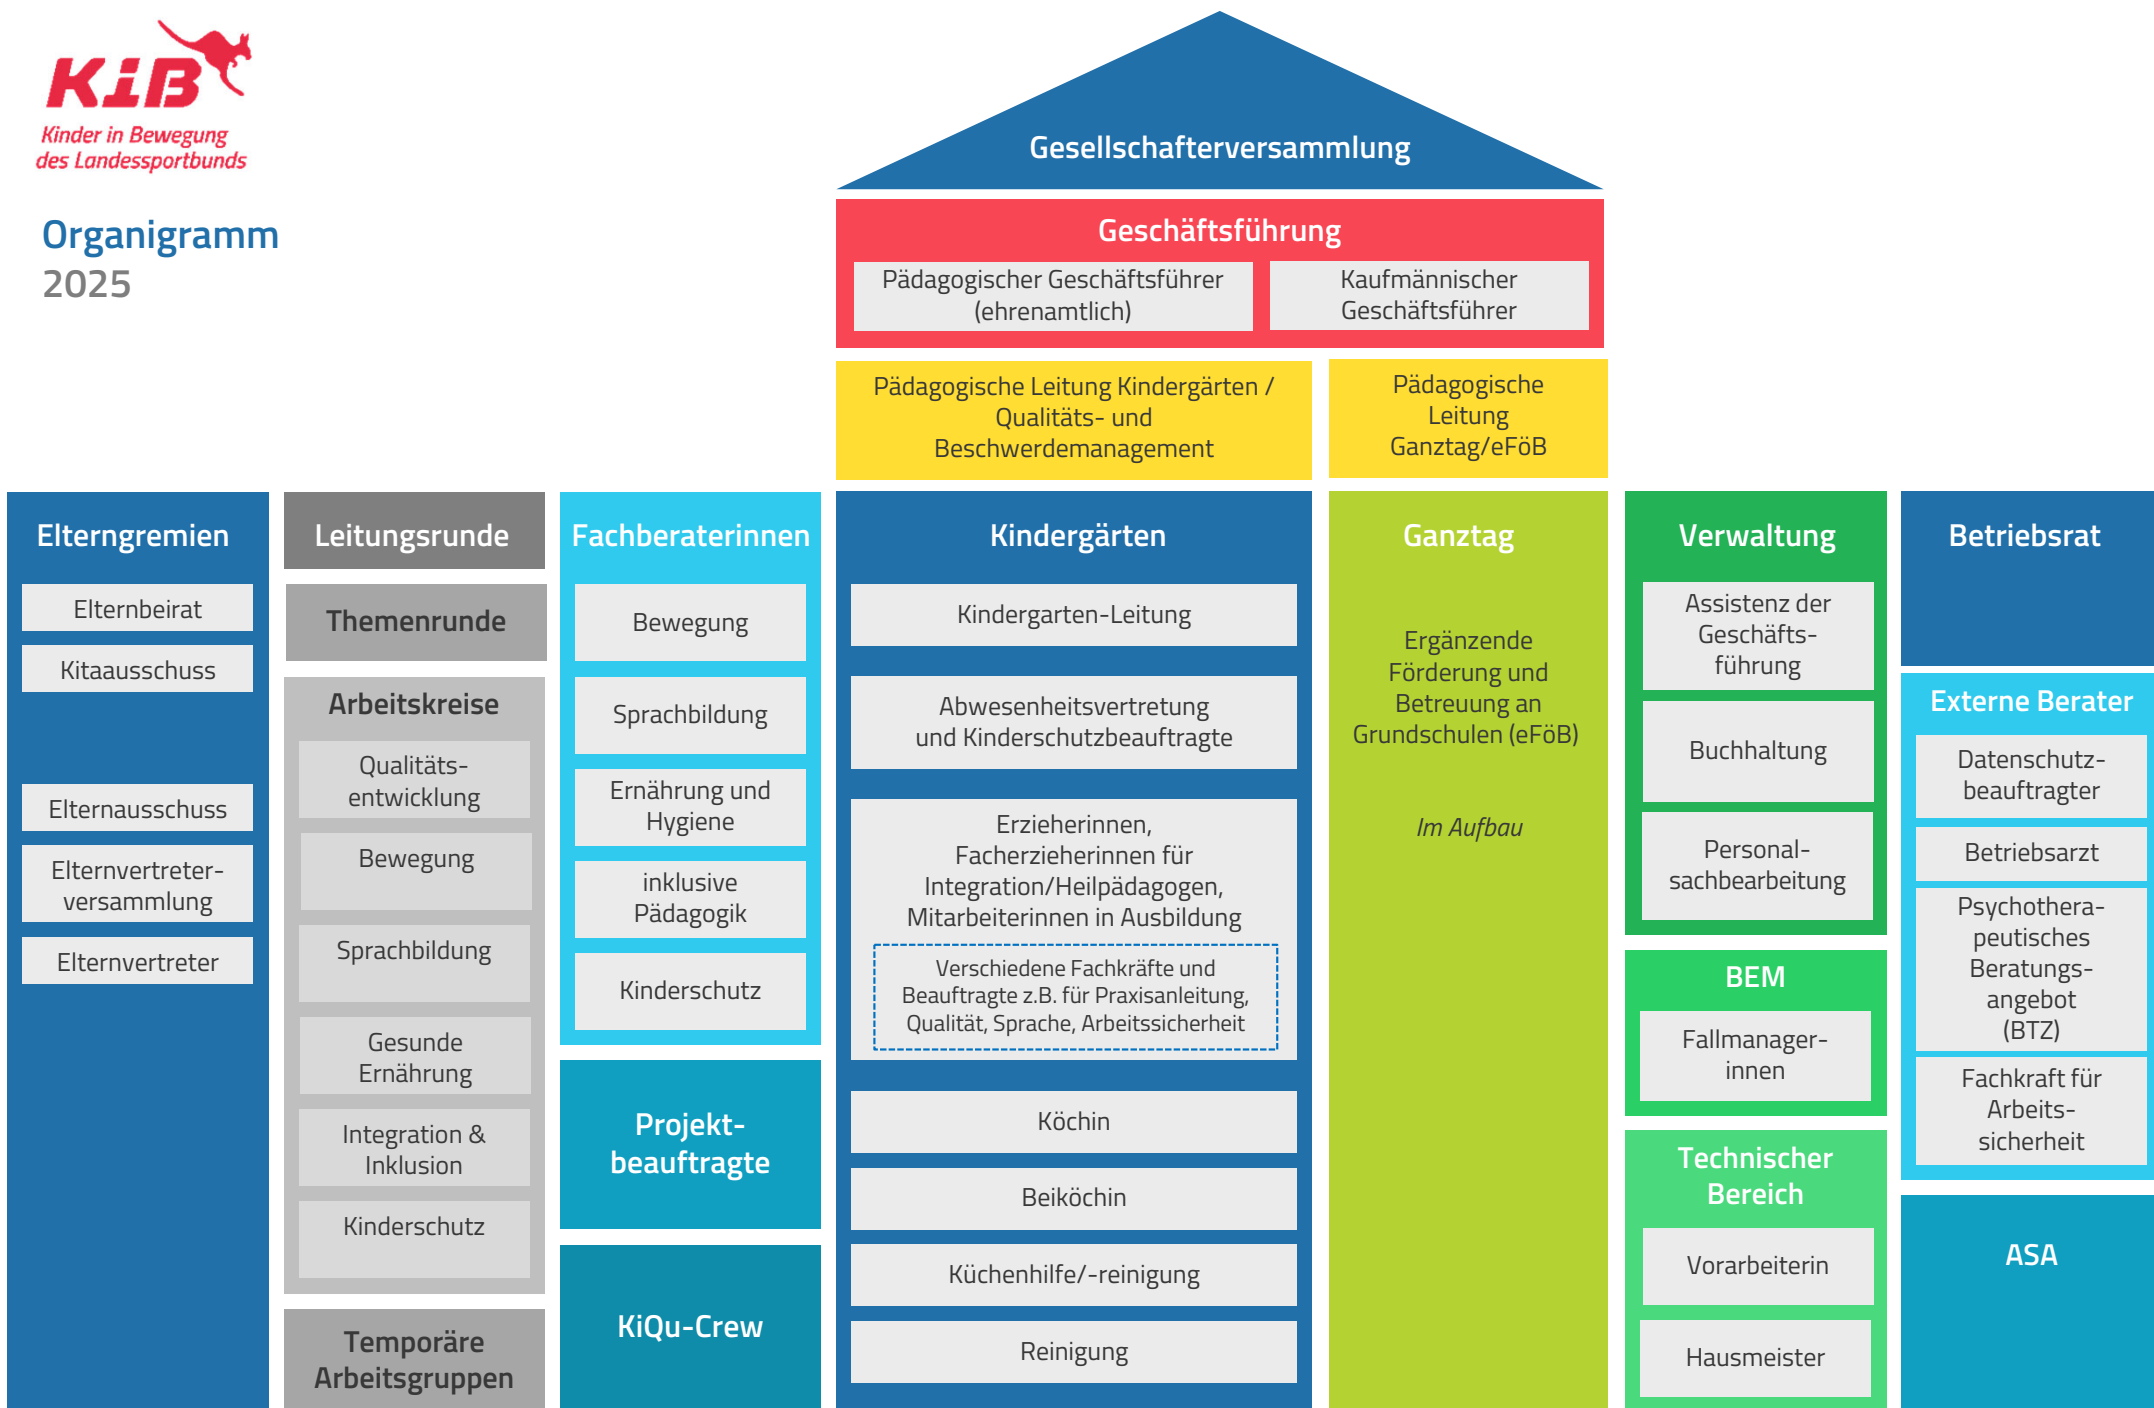 KiB
Kinder in Bewegung
des Landessportbunds
Organigramm
2025
Gesellschafterversammlung
Geschäftsführung
Pädagogischer Geschäftsführer
(ehrenamtlich)
Kaufmännischer
Geschäftsführer
Pädagogische Leitung Kindergärten /
Qualitäts- und
Beschwerdemanagement
Pädagogische
Leitung
Ganztag/eFöB
Elterngremien
Elternbeirat
Kitaausschuss
Elternausschuss
Elternvertreter-
versammlung
Elternvertreter
Leitungsrunde
Themenrunde
Arbeitskreise
Qualitäts-
entwicklung
Bewegung
Sprachbildung
Gesunde
Ernährung
Integration &
Inklusion
Kinderschutz
Temporäre
Arbeitsgruppen
Fachberaterinnen
Bewegung
Sprachbildung
Ernährung und
Hygiene
inklusive
Pädagogik
Kinderschutz
Projekt-
beauftragte
KiQu-Crew
Kindergärten
Kindergarten-Leitung
Abwesenheitsvertretung
und Kinderschutzbeauftragte
Erzieherinnen,
Facherzieherinnen für
Integration/Heilpädagogen,
Mitarbeiterinnen in Ausbildung
Verschiedene Fachkräfte und
Beauftragte z.B. für Praxisanleitung,
Qualität, Sprache, Arbeitssicherheit
Köchin
Beiköchin
Küchenhilfe/-reinigung
Reinigung
Ganztag
Ergänzende
Förderung und
Betreuung an
Grundschulen (eFöB)
Im Aufbau
Verwaltung
Assistenz der
Geschäfts-
führung
Buchhaltung
Personal-
sachbearbeitung
BEM
Fallmanager-
innen
Technischer
Bereich
Vorarbeiterin
Hausmeister
Betriebsrat
Externe Berater
Datenschutz-
beauftragter
Betriebsarzt
Psychothera-
peutisches
Beratungs-
angebot
(BTZ)
Fachkraft für
Arbeits-
sicherheit
ASA